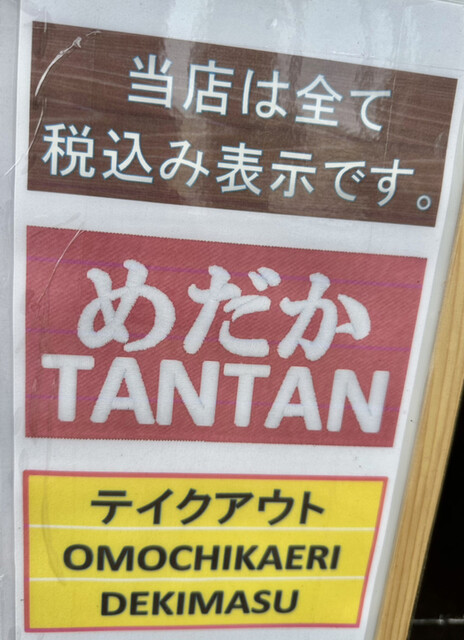 当店は全て
税込み表示です。
めだか
TANTAN
テイクアウト
OMOCHIKAERI
DEKIMASU